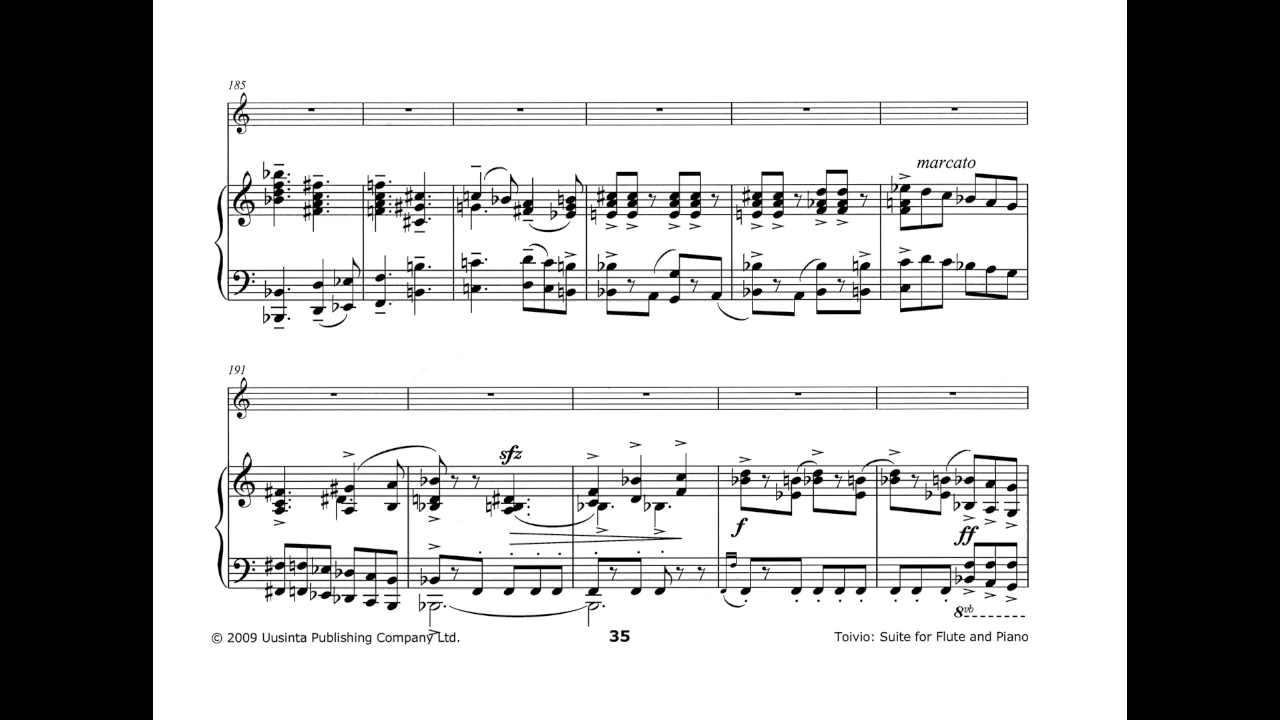 185
marcato
191
sfz
f
ff
8vb
© 2009 Uusinta Publishing Company Ltd.
35
Toivio: Suite for Flute and Piano